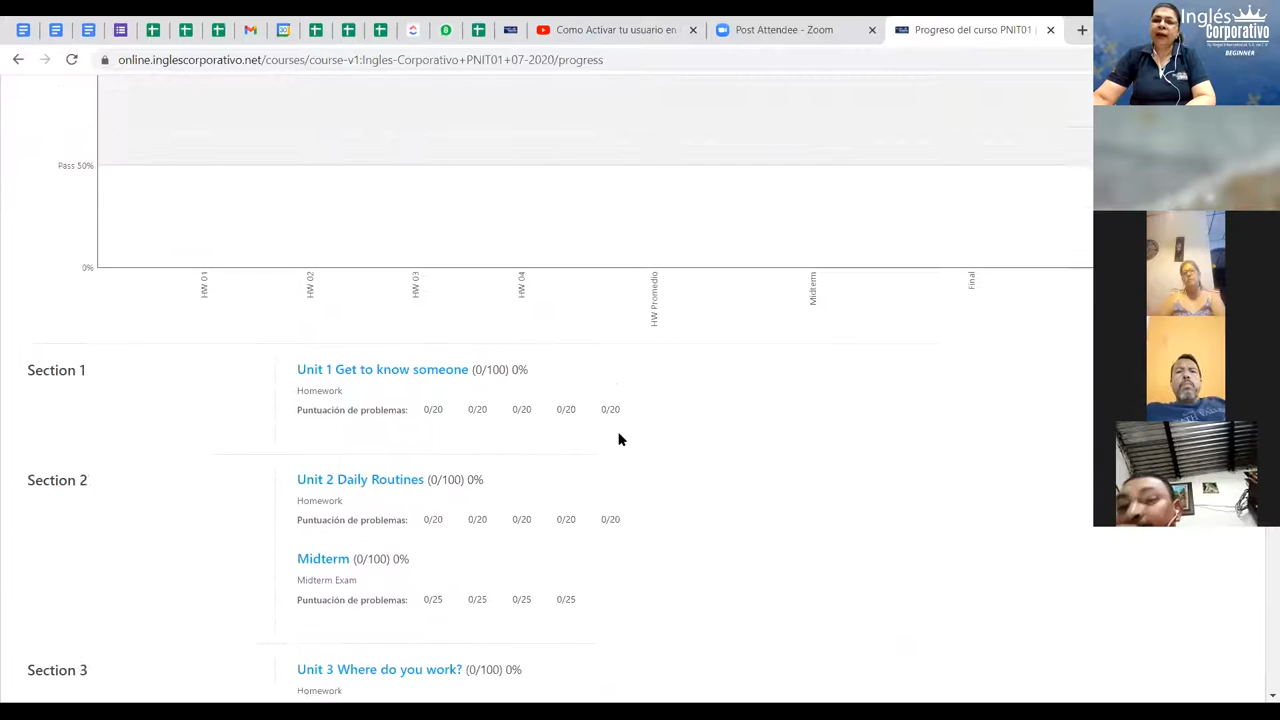 Como Activar tu usuario en
Post Attendee - Zoom
Progreso del curso PNIT01
online.inglescorporativo.net/courses/course-v1:Ingles-Corporativo+PNIT01+072020/progress
Inglés
Corporativo
BEGINNER
Pass 50%
0%
HW 01
HW 02
HW 03
HW 04
HW Promedio
Midterm
Final
Section 1
Unit 1 Get to know someone (0/100) 0%
Homework
Puntuación de problemas: 0/20 0/20 0/20 0/20 0/20
Section 2
Unit 2 Daily Routines (0/100) 0%
Homework
Puntuación de problemas: 0/20 0/20 0/20 0/20 0/20
Midterm (0/100) 0%
Midterm Exam
Puntuación de problemas: 0/25 0/25 0/25 0/25
Section 3
Unit 3 Where do you work? (0/100) 0%
Homework